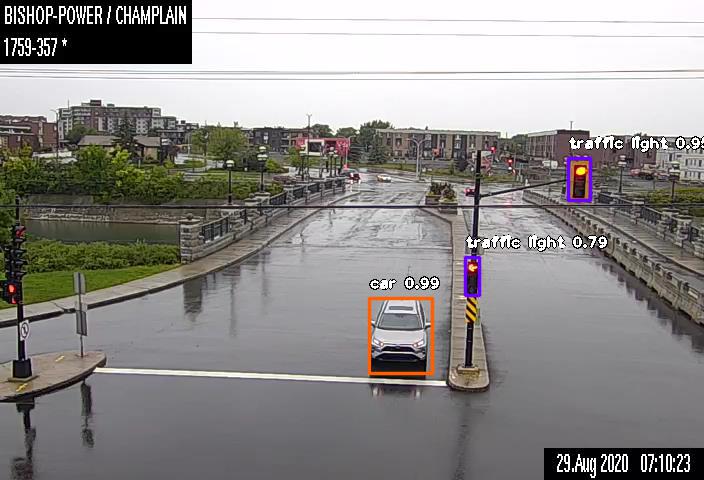 BISHOP-POWER / CHAMPLAIN
1759-357 *
traffic light 0.99
traffic light 0.79
car 0.99
29.Aug 2020 07:10:23